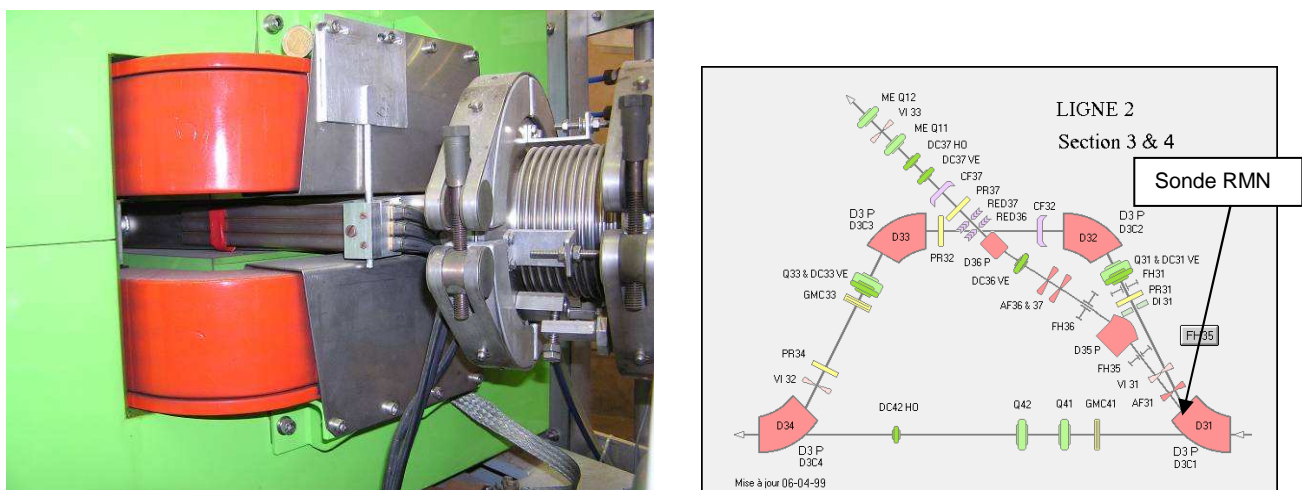 LIGNE 2
Section 3 & 4
Sonde RMN
ME Q12
VI 33
ME Q11
DC37 HO
DC37 VE
CF37
PR37
RED37
RED36
CF32
D3 P
D3C3
D33
PR32
D36 P
D32
D3 P
D3C2
Q33 & DC33 VE
GMC33
DC36 VE
AF36 & 37
FH36
Q31 & DC31 VE
FH31
PR31
DI 31
FH35
D35 P
FH35
PR34
VI 32
VI 31
AF31
D34
D3 P
D3C4
DC42 HO
Q42
Q41
GMC41
D31
D3 P
D3C1
Mise à jour 06-04-99